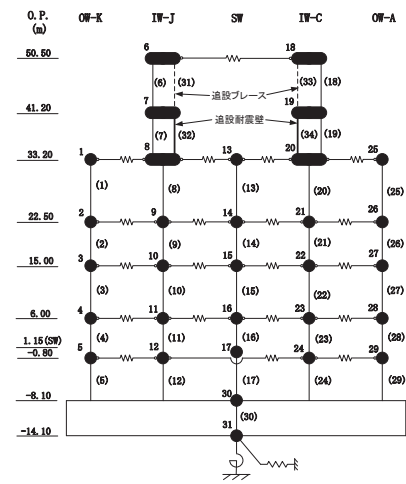 O.P.
(m)
OW-K IW-J SW IW-C OW-A
50.50 6 18
(6) (31) (33) (18)
追設ブレース
41.20 7 19
追設耐震壁
(7) (32) (34) (19)
33.20 1 8 13 20 25
(1) (8) (13) (20) (25)
22.50 2 9 14 21 26
(2) (9) (14) (21) (26)
15.00 3 10 15 22 27
(3) (10) (15) (22) (27)
6.00 4 11 16 23 28
1.15(SW) (4) (11) (16) (23) (28)
-0.80 5 12 17 24 29
(5) (12) (17) (24) (29)
-8.10 30
(30)
-14.10 31